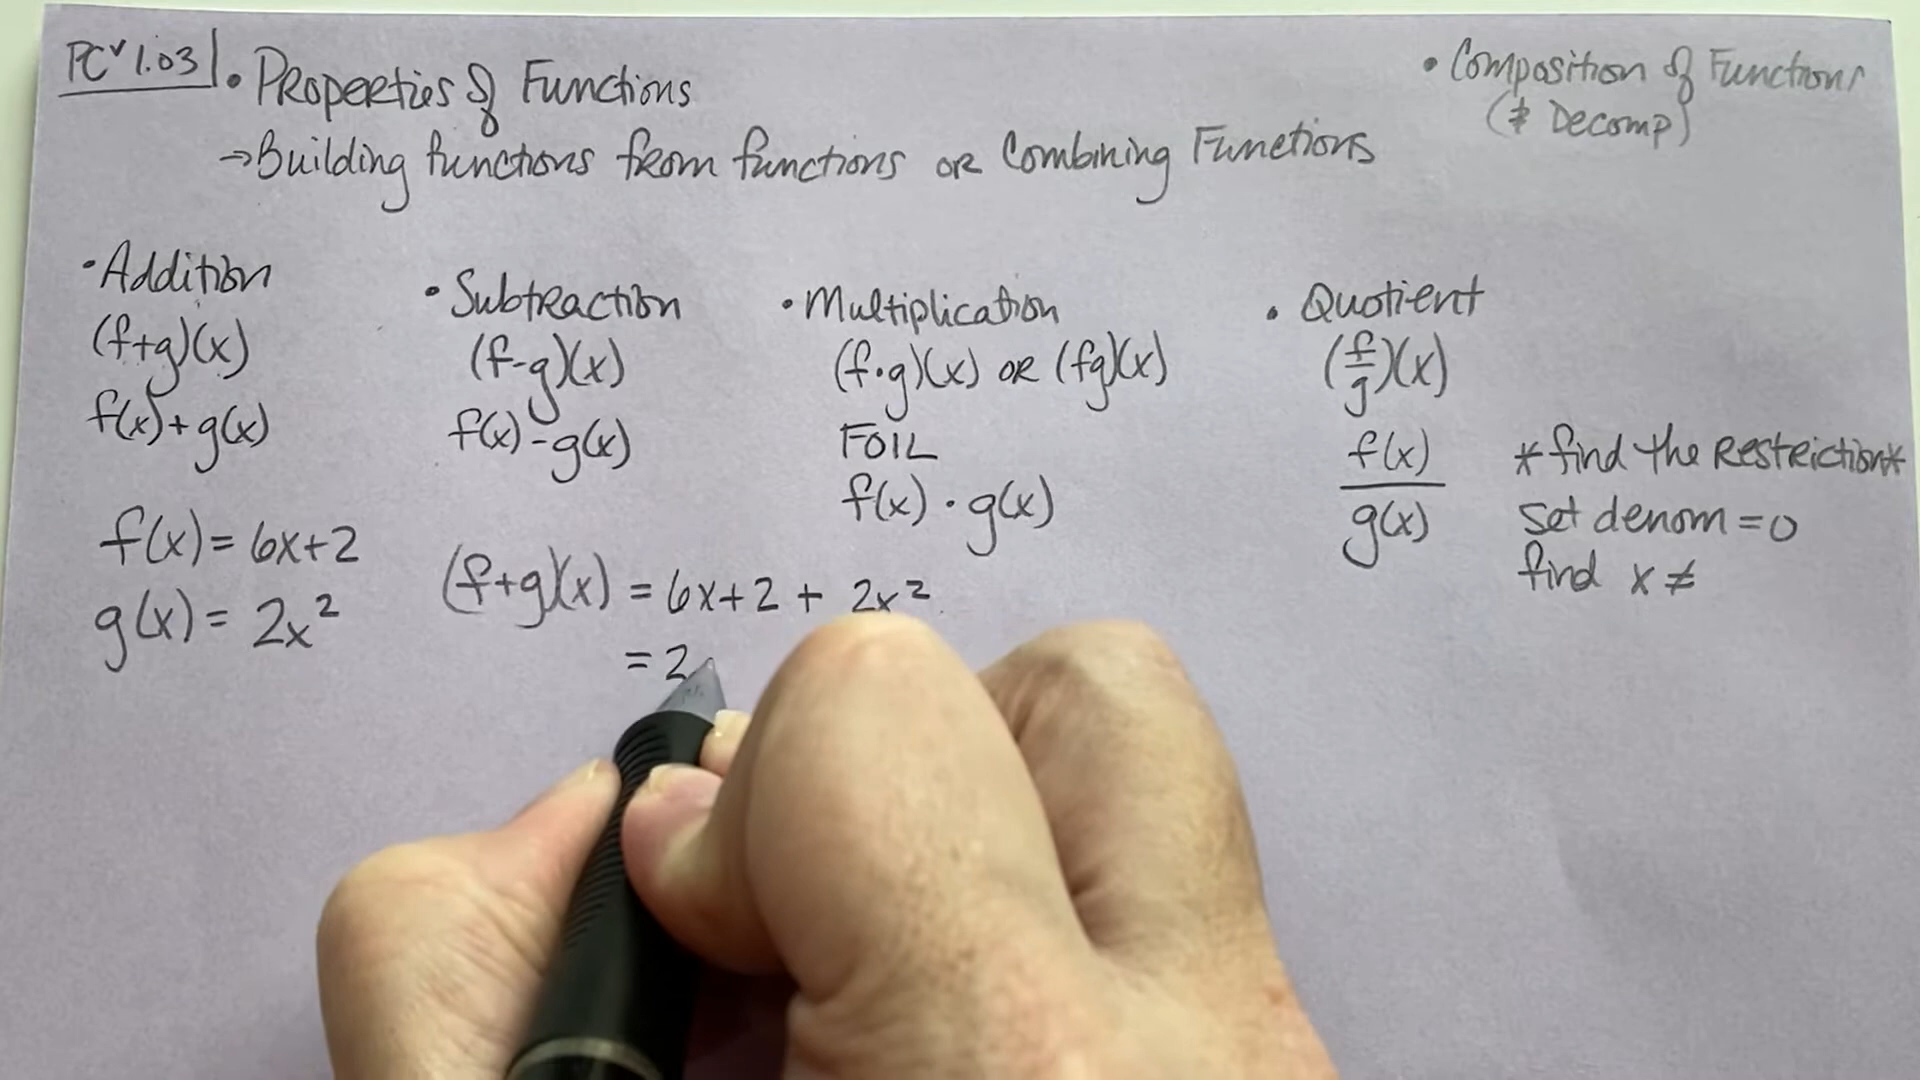 PCv 1.03
• Properties of Functions
→ Building functions from functions or Combining Functions
• Composition of Functions
(& Decomp)
• Addition
(f+g)(x)
f(x)+g(x)
• Subtraction
(f-g)(x)
f(x)-g(x)
• Multiplication
(f·g)(x) or (fg)(x)
FOIL
f(x)·g(x)
• Quotient
(f/g)(x)
f(x)/g(x)
*find the restriction*
set denom = 0
find x ≠
f(x) = 6x+2
g(x) = 2x²
(f+g)(x) = 6x+2 + 2x²
= 2